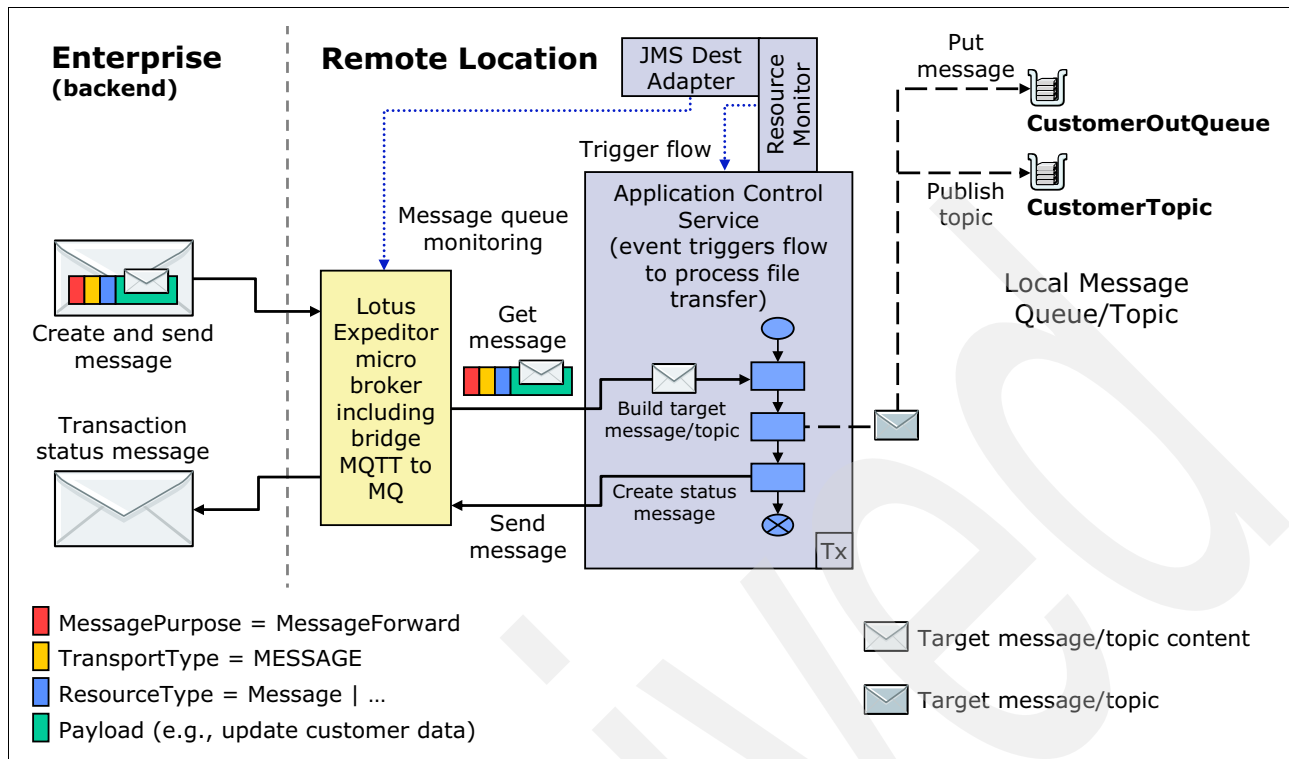 Enterprise
(backend)
Remote Location
JMS Dest
Adapter
Resource
Monitor
Put
message
CustomerOutQueue
Trigger flow
Publish
topic
CustomerTopic
Message queue
monitoring
Application Control
Service
(event triggers flow
to process file
transfer)
Local Message
Queue/Topic
Create and send
message
Lotus
Expeditor
micro
broker
including
bridge
MQTT to
MQ
Get
message
Build target
message/topic
Transaction
status message
Create status
message
Send
message
Tx
MessagePurpose = MessageForward
TransportType = MESSAGE
ResourceType = Message | …
Payload (e.g., update customer data)
Target message/topic content
Target message/topic